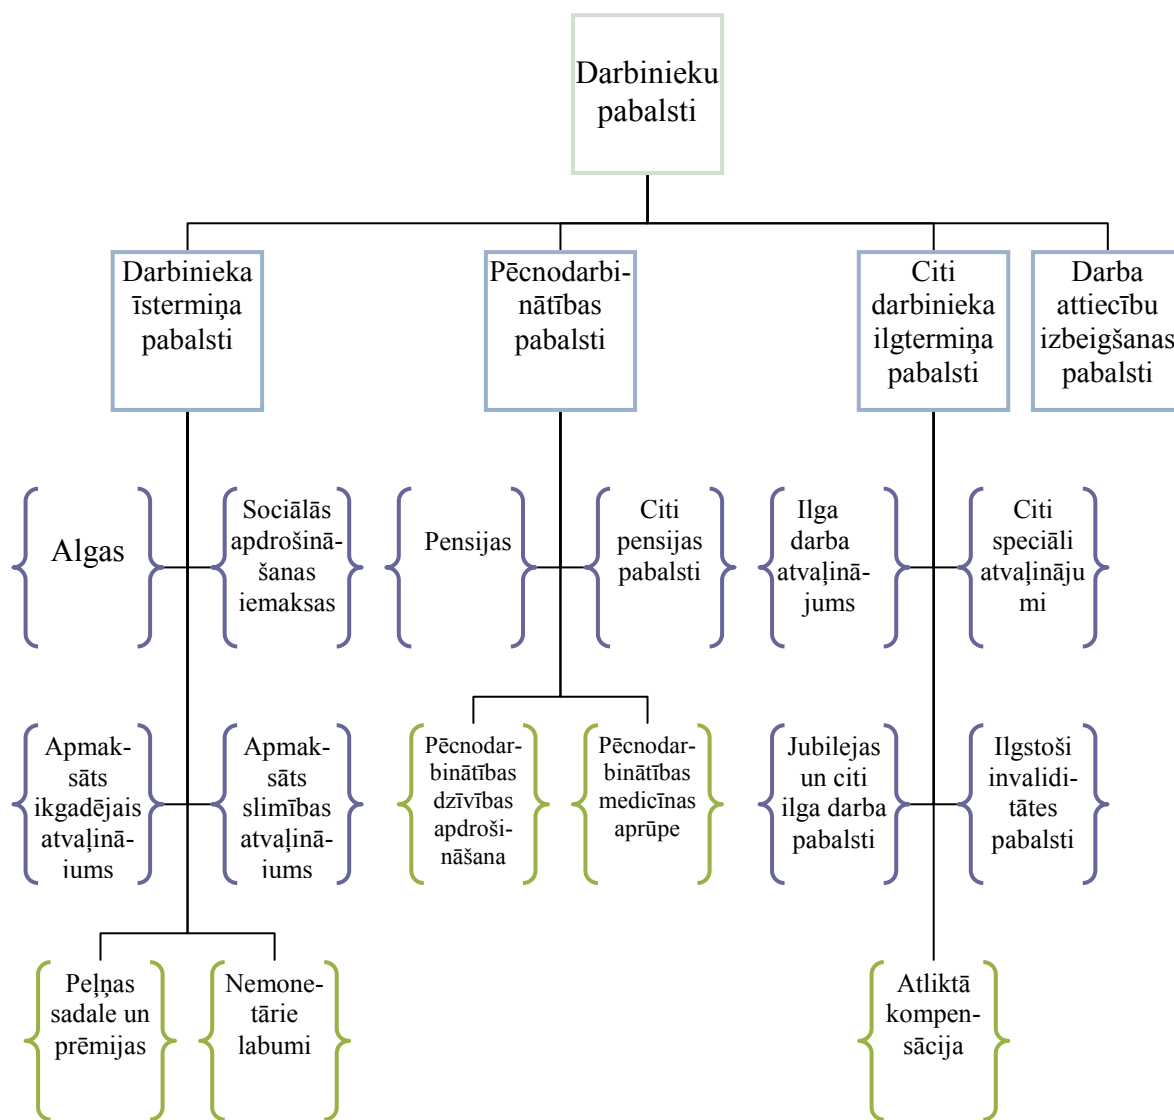 Darbinieku
pabalsti
Darbinieka
īstermiņa
pabalsti
Pēcnodarbi-
nātības
pabalsti
Citi
darbinieka
ilgtermiņa
pabalsti
Darba
attiecību
izbeigšanas
pabalsti
Algas
Sociālās
apdrošinā-
šanas
iemaksas
Pensijas
Citi
pensijas
pabalsti
Ilga
darba
atvaļinā-
jums
Citi
speciāli
atvaļināju
mi
Apmak-
sāts
ikgadējais
atvaļinā-
jums
Apmak-
sāts
slimības
atvaļinā-
jums
Pēcnodar-
binātības
dzīvības
apdroši-
nāšana
Pēcnodar-
binātības
medicīnas
aprūpe
Jubilejas
un citi
ilga darba
pabalsti
Ilgstoši
invalidi-
tātes
pabalsti
Peļņas
sadale un
prēmijas
Nemone-
tārie
labumi
Atliktā
kompen-
sācija